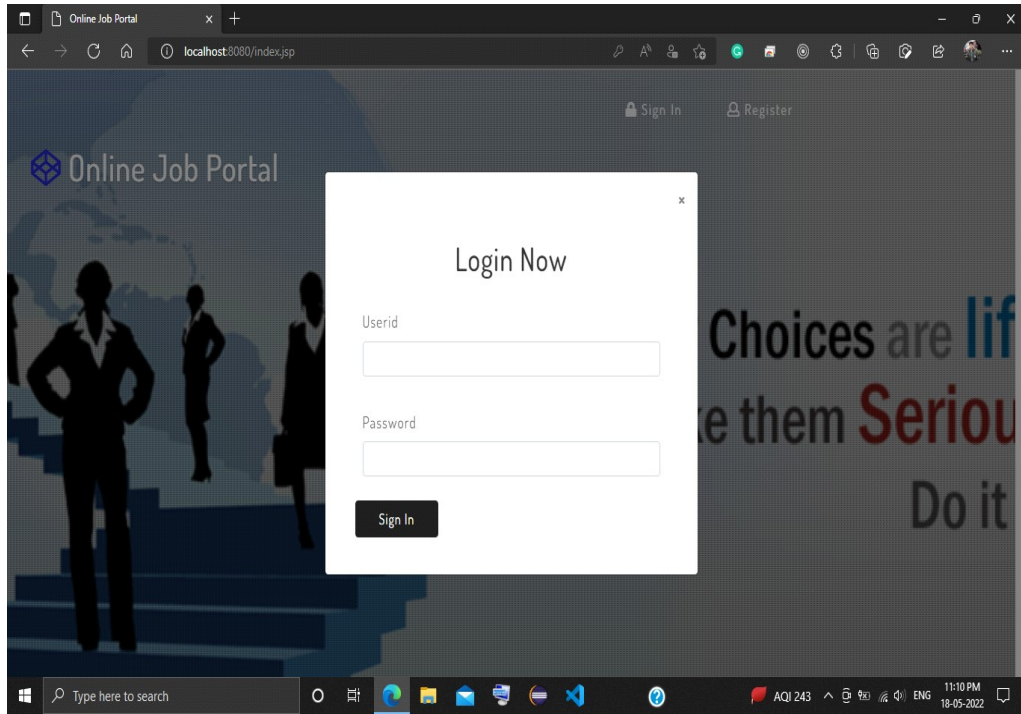 Online Job Portal
localhost:8080/index.jsp
Sign In Register
Online Job Portal
x
Login Now
Userid
Password
Sign In
Choices are lif
ke them Seriou
Do it
Type here to search
AQI 243
ENG
11:10 PM
18-05-2022